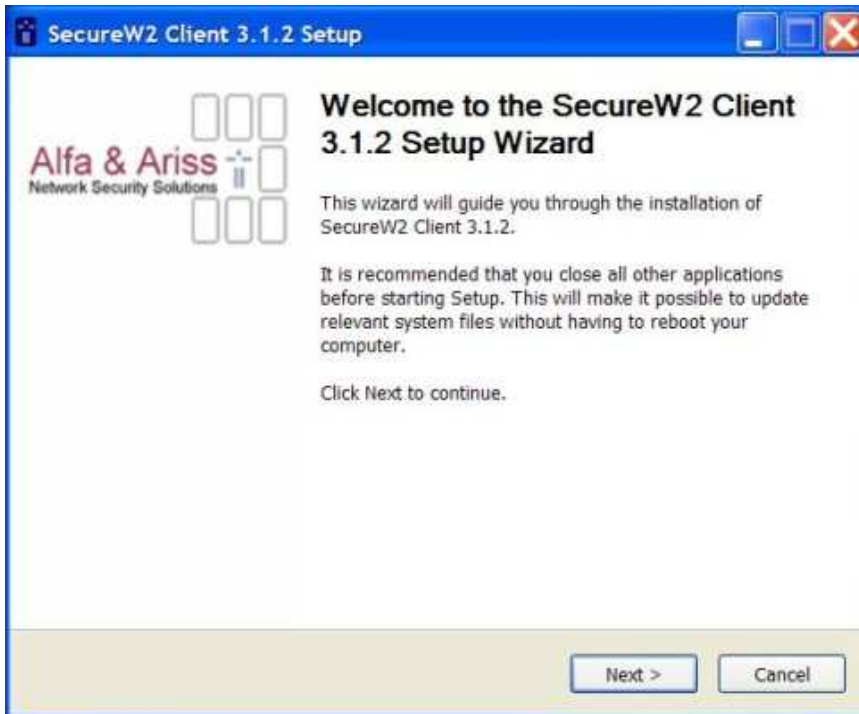 SecureW2 Client 3.1.2 Setup
Alfa & Ariss
Network Security Solutions
Welcome to the SecureW2 Client
3.1.2 Setup Wizard
This wizard will guide you through the installation of
SecureW2 Client 3.1.2.
It is recommended that you close all other applications
before starting Setup. This will make it possible to update
relevant system files without having to reboot your
computer.
Click Next to continue.
Next >
Cancel